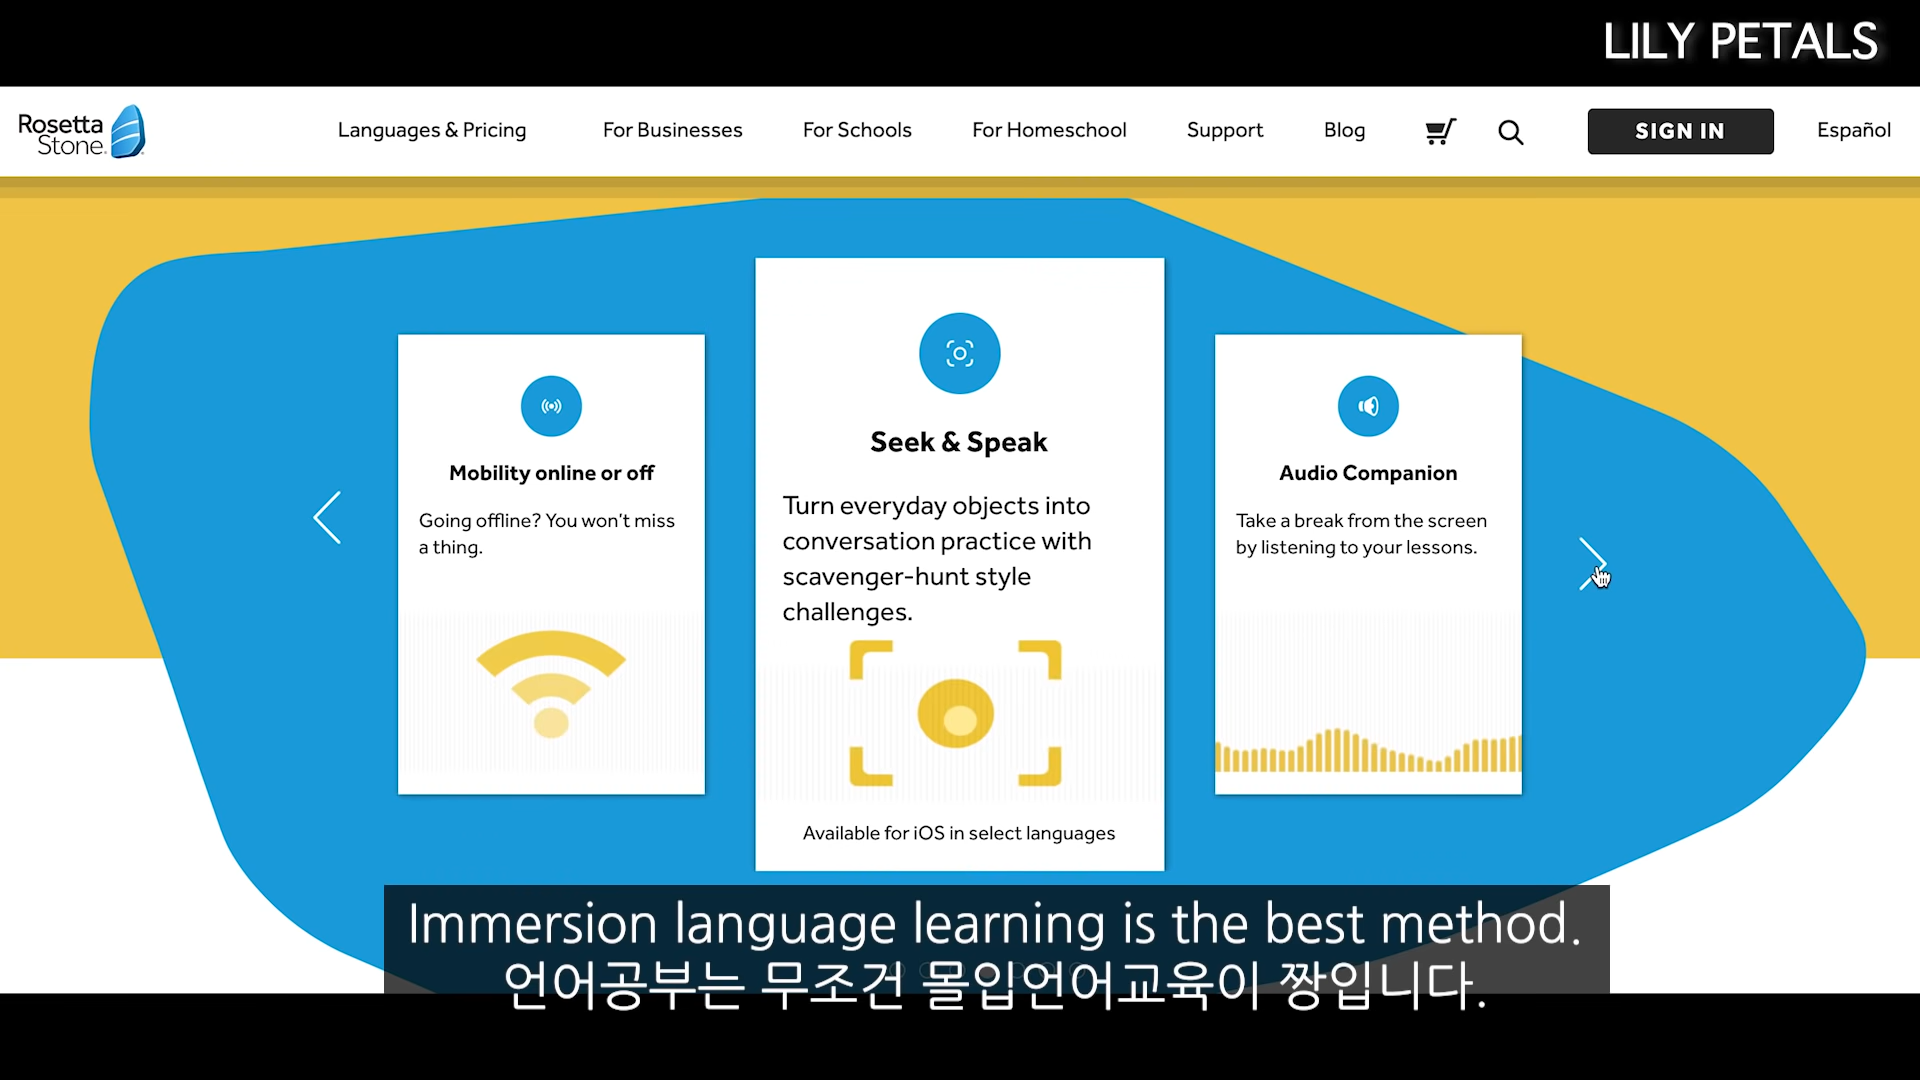 LILY PETALS
Rosetta
Stone
Languages & Pricing
For Businesses
For Schools
For Homeschool
Support
Blog
SIGN IN
Español
Mobility online or off
Going offline? You won't miss
a thing.
Seek & Speak
Turn everyday objects into
conversation practice with
scavenger-hunt style
challenges.
Available for iOS in select languages
Audio Companion
Take a break from the screen
by listening to your lessons.
Immersion language learning is the best method.
언어공부는 무조건 몰입언어교육이 짱입니다.